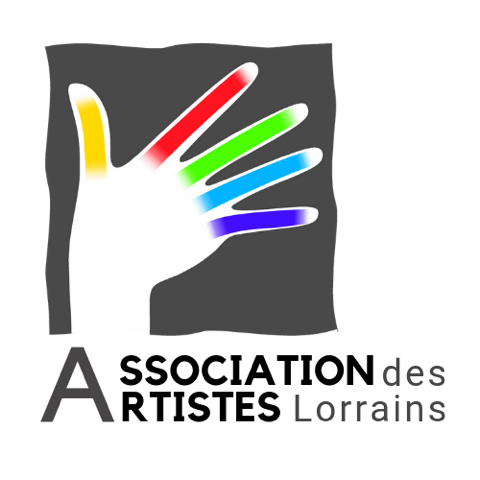 ASSOCIATION des
ARTISTES Lorrains